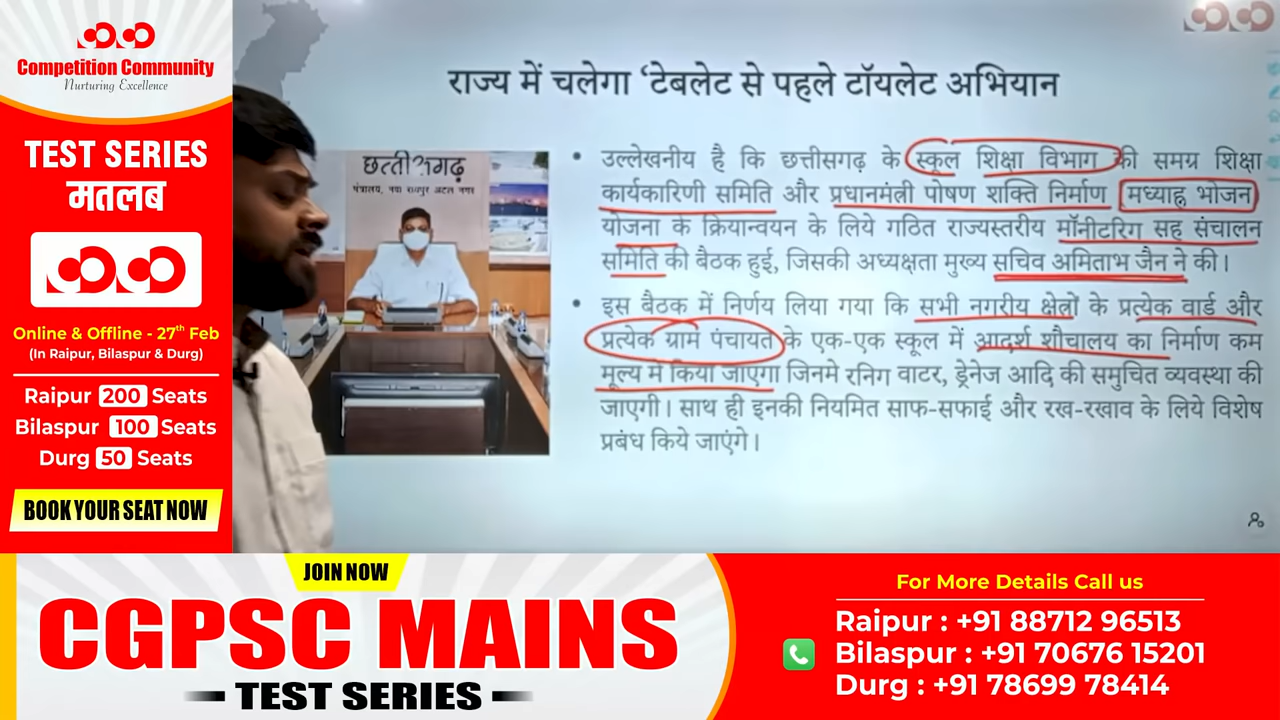 Competition Community
Nurturing Excellence
TEST SERIES
मतलब
Online & Offline - 27th Feb
(In Raipur, Bilaspur & Durg)
Raipur 200 Seats
Bilaspur 100 Seats
Durg 50 Seats
BOOK YOUR SEAT NOW
राज्य में चलेगा ‘टेबलेट से पहले टॉयलेट अभियान
छत्तीसगढ़
मंत्रालय, नवा रायपुर अटल नगर
• उल्लेखनीय है कि छत्तीसगढ़ के स्कूल शिक्षा विभाग की समग्र शिक्षा
कार्यकारिणी समिति और प्रधानमंत्री पोषण शक्ति निर्माण मध्याह्न भोजन
योजना के क्रियान्वयन के लिये गठित राज्यस्तरीय मॉनीटरिग सह संचालन
समिति की बैठक हुई, जिसकी अध्यक्षता मुख्य सचिव अमिताभ जैन ने की।
• इस बैठक में निर्णय लिया गया कि सभी नगरीय क्षेत्रों के प्रत्येक वार्ड और
प्रत्येक ग्राम पंचायत के एक-एक स्कूल में आदर्श शौचालय का निर्माण कम
मूल्य में किया जाएगा जिनमे रनिग वाटर, ड्रेनेज आदि की समुचित व्यवस्था की
जाएगी। साथ ही इनकी नियमित साफ-सफाई और रख-रखाव के लिये विशेष
प्रबंध किये जाएंगे।
JOIN NOW
CGPSC MAINS
TEST SERIES
For More Details Call us
Raipur : +91 88712 96513
Bilaspur : +91 70676 15201
Durg : +91 78699 78414